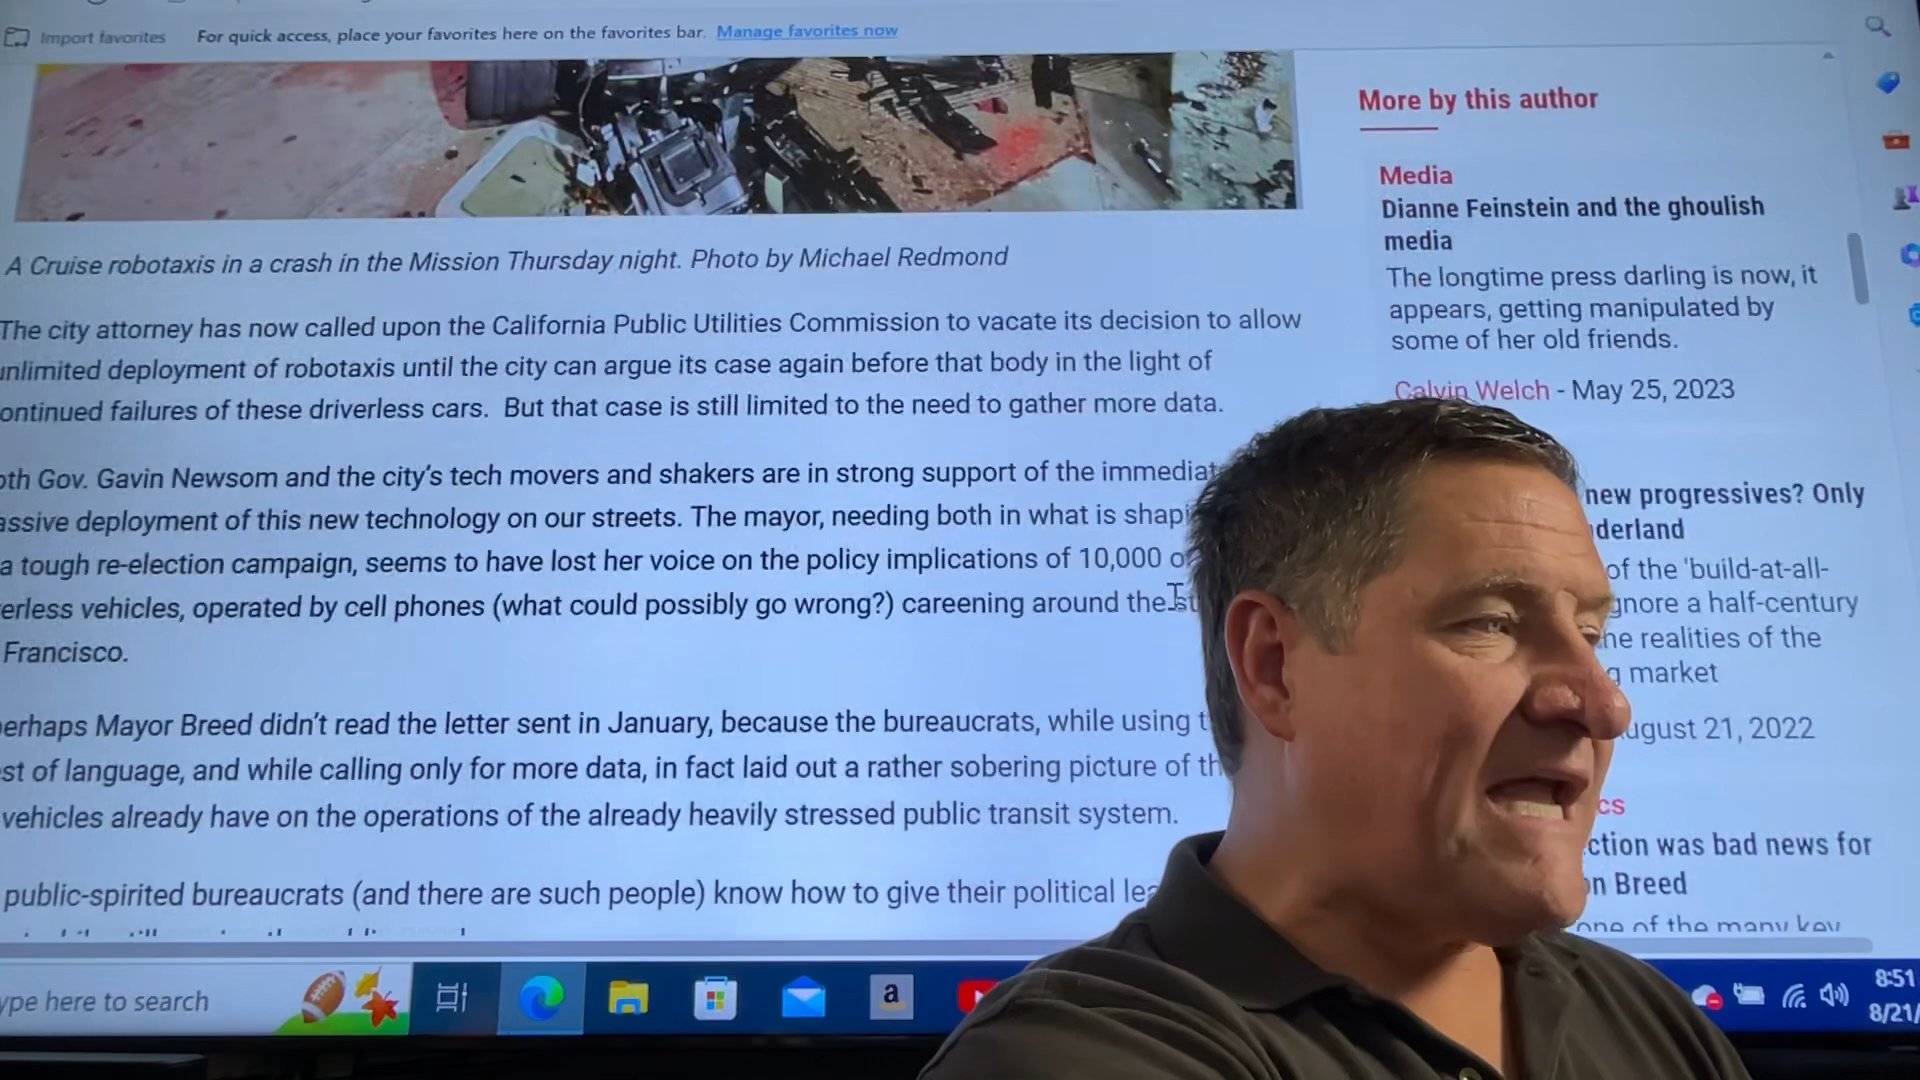 Import favorites For quick access, place your favorites here on the favorites bar. Manage favorites now
A Cruise robotaxis in a crash in the Mission Thursday night. Photo by Michael Redmond
The city attorney has now called upon the California Public Utilities Commission to vacate its decision to allow
unlimited deployment of robotaxis until the city can argue its case again before that body in the light of
ontinued failures of these driverless cars. But that case is still limited to the need to gather more data.
oth Gov. Gavin Newsom and the city's tech movers and shakers are in strong support of the immediat
assive deployment of this new technology on our streets. The mayor, needing both in what is shapi
a tough re-election campaign, seems to have lost her voice on the policy implications of 10,000 o
erless vehicles, operated by cell phones (what could possibly go wrong?) careening around the st
Francisco.
erhaps Mayor Breed didn't read the letter sent in January, because the bureaucrats, while using t
st of language, and while calling only for more data, in fact laid out a rather sobering picture of th
vehicles already have on the operations of the already heavily stressed public transit system.
public-spirited bureaucrats (and there are such people) know how to give their political lea
More by this author
Media
Dianne Feinstein and the ghoulish
media
The longtime press darling is now, it
appears, getting manipulated by
some of her old friends.
Calvin Welch - May 25, 2023
new progressives? Only
derland
of the 'build-at-all-
gnore a half-century
he realities of the
g market
ugust 21, 2022
cs
ction was bad news for
on Breed
one of the many key
ype here to search
a
8:51
8/21/